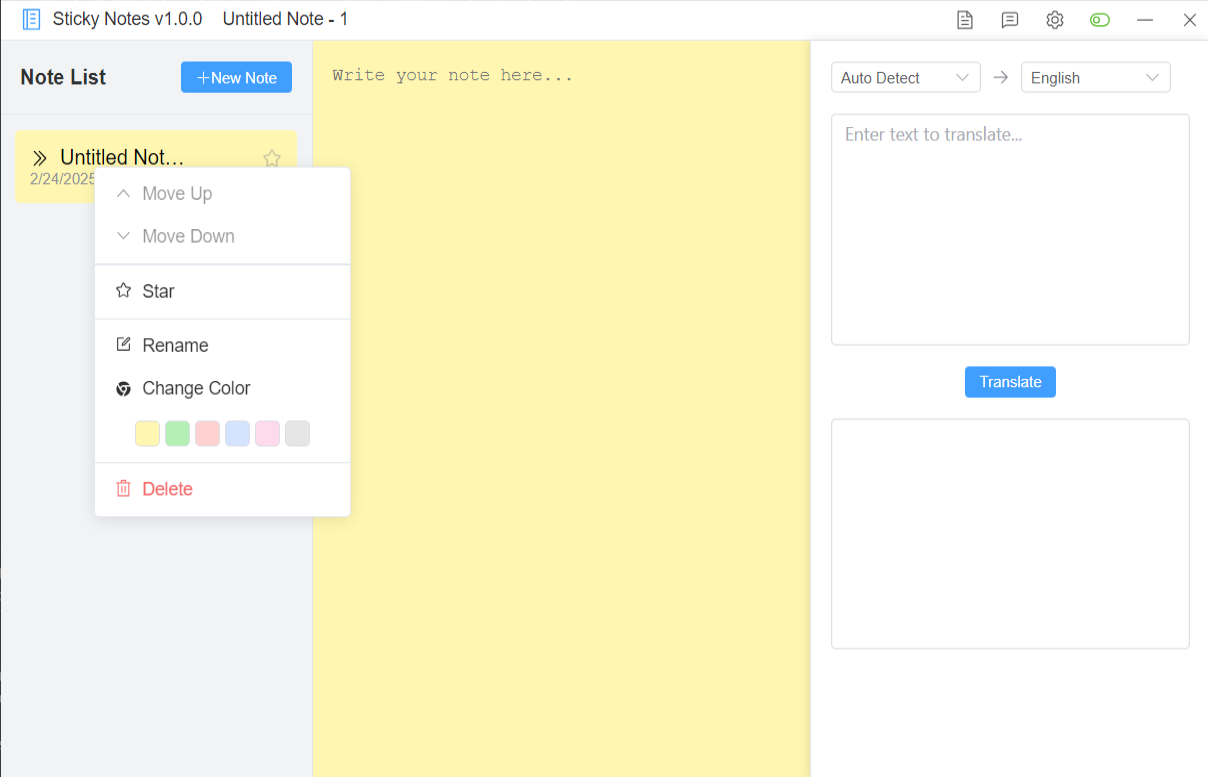 Sticky Notes v1.0.0 Untitled Note - 1
Note List
New Note
Untitled Not...
2/24/2025
Move Up
Move Down
Star
Rename
Change Color
Delete
Write your note here...
Auto Detect
English
Enter text to translate...
Translate